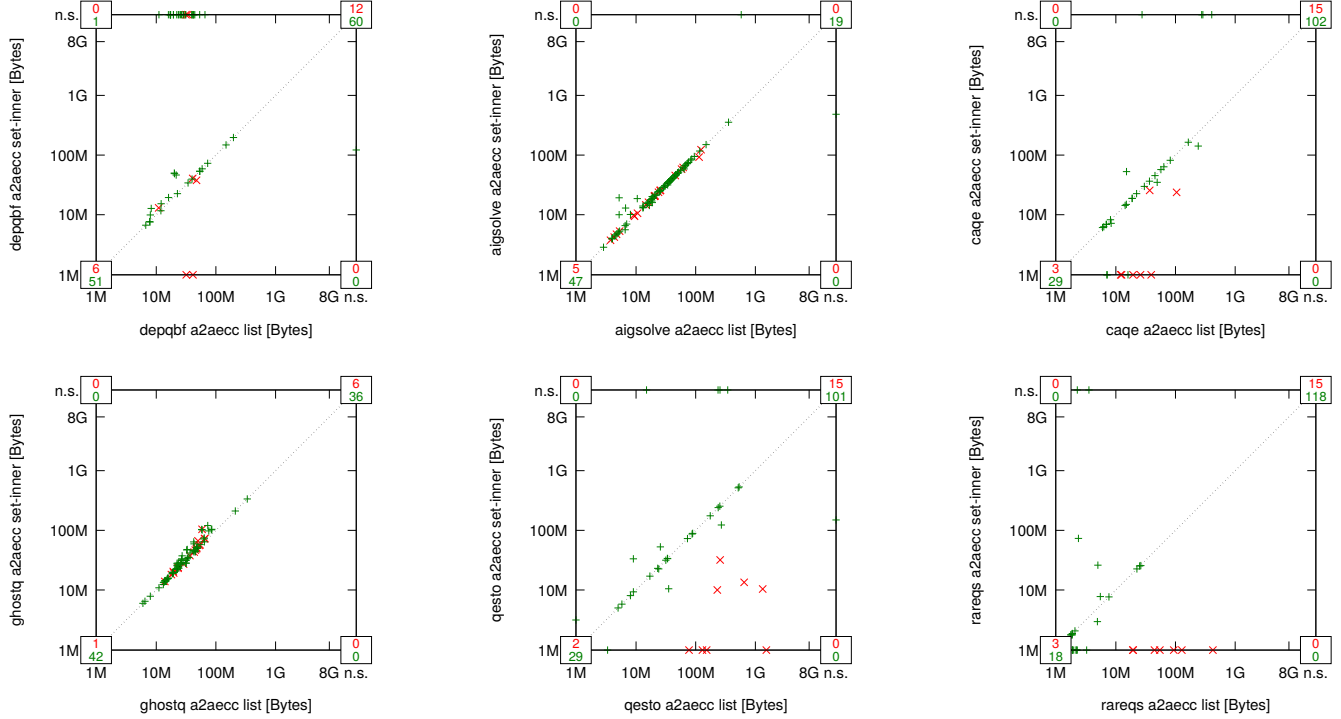 n.s.
0
1
12
60
8G
1G
100M
10M
1M
6
51
0
0
1M 10M 100M 1G 8G n.s.
depqbf a2aecc set-inner [Bytes]
depqbf a2aecc list [Bytes]
n.s.
0
0
0
19
8G
1G
100M
10M
1M
5
47
0
0
1M 10M 100M 1G 8G n.s.
aigsolve a2aecc set-inner [Bytes]
aigsolve a2aecc list [Bytes]
n.s.
0
0
15
102
8G
1G
100M
10M
1M
3
29
0
0
1M 10M 100M 1G 8G n.s.
caqe a2aecc set-inner [Bytes]
caqe a2aecc list [Bytes]
n.s.
0
0
6
36
8G
1G
100M
10M
1M
1
42
0
0
1M 10M 100M 1G 8G n.s.
ghostq a2aecc set-inner [Bytes]
ghostq a2aecc list [Bytes]
n.s.
0
0
15
101
8G
1G
100M
10M
1M
2
29
0
0
1M 10M 100M 1G 8G n.s.
qesto a2aecc set-inner [Bytes]
qesto a2aecc list [Bytes]
n.s.
0
0
15
118
8G
1G
100M
10M
1M
3
18
0
0
1M 10M 100M 1G 8G n.s.
rareqs a2aecc set-inner [Bytes]
rareqs a2aecc list [Bytes]